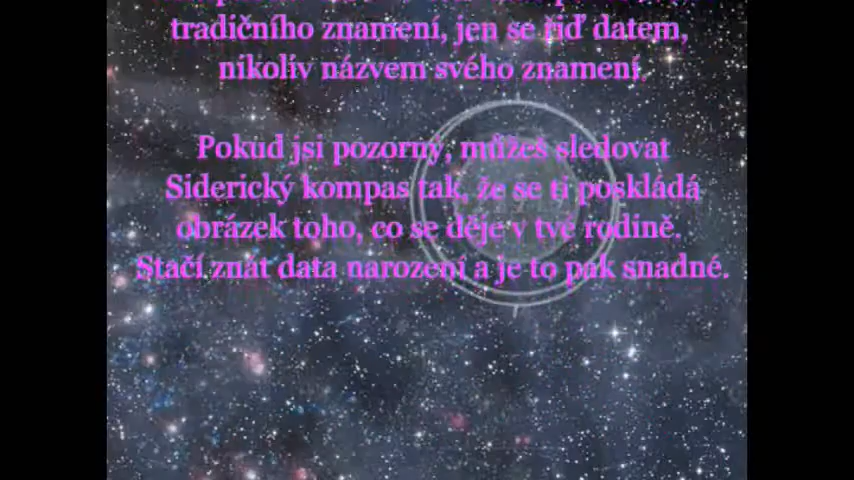 tradičního znamení, jen se řiď datem,
nikoliv názvem svého znamení.
Pokud jsi pozorný, můžeš sledovat
Siderický kompas tak, že se ti poskládá
obrázek toho, co se děje v tvé rodině.
Stačí znát data narození a je to pak snadné.